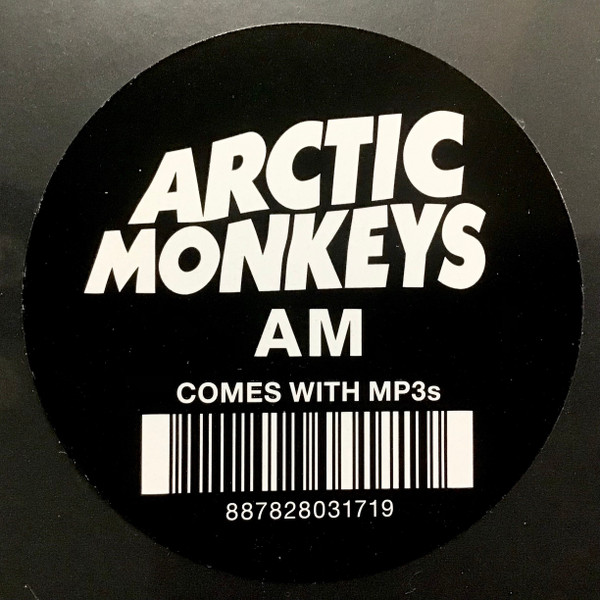 ARCTIC
MONKEYS
AM
COMES WITH MP3s
887828031719